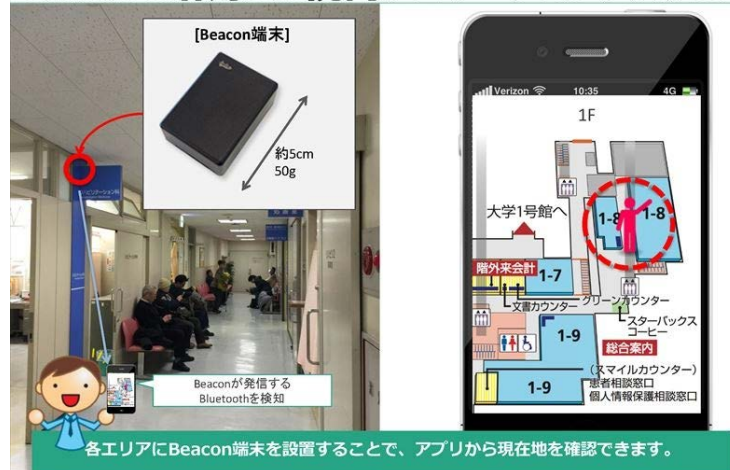 [Beacon端末]
約5cm
50g
Beaconが発信する
Bluetoothを検知
Verizon
10:35
4G
1F
大学1号館へ
1-8
1-8
階外来会計
1-7
文書カウンター
グリーンカウンター
スターバックス
コーヒー
1-9
総合案内
(スマイルカウンター)
患者相談窓口
個人情報保護相談窓口
1-9
各エリアにBeacon端末を設置することで、アプリから現在地を確認できます。